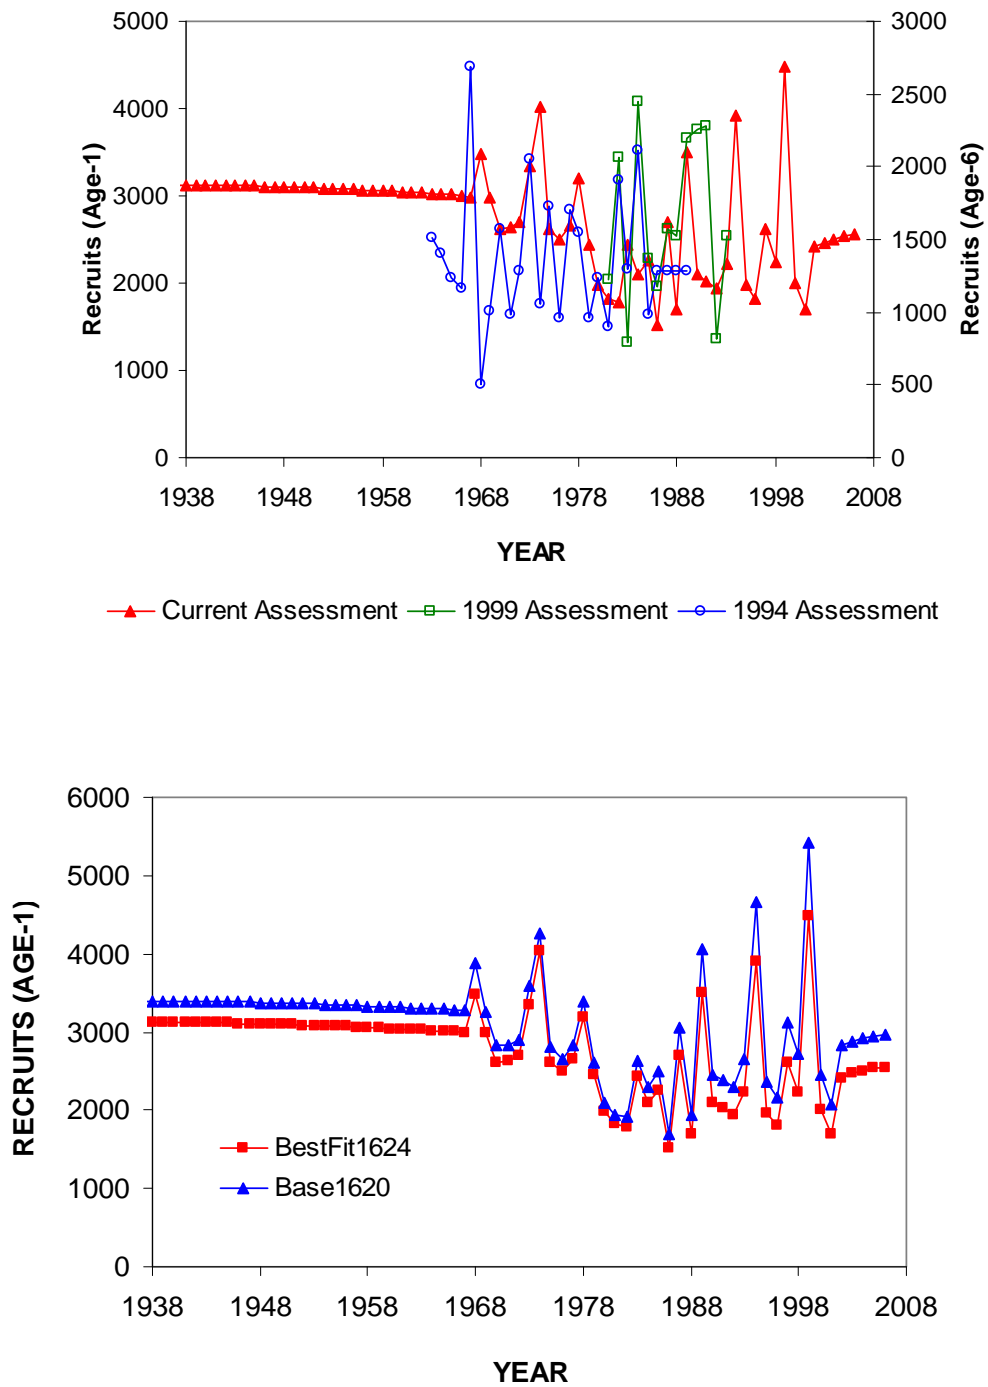 5000 3000
4000 2500
3000 2000
2000 1500
1000 1000
0 500
0
Recruits (Age-1)
Recruits (Age-6)
1938 1948 1958 1968 1978 1988 1998 2008
YEAR
Current Assessment 1999 Assessment 1994 Assessment
6000
5000
4000
3000
2000
1000
0
RECRUITS (AGE-1)
BestFit1624
Base1620
1938 1948 1958 1968 1978 1988 1998 2008
YEAR